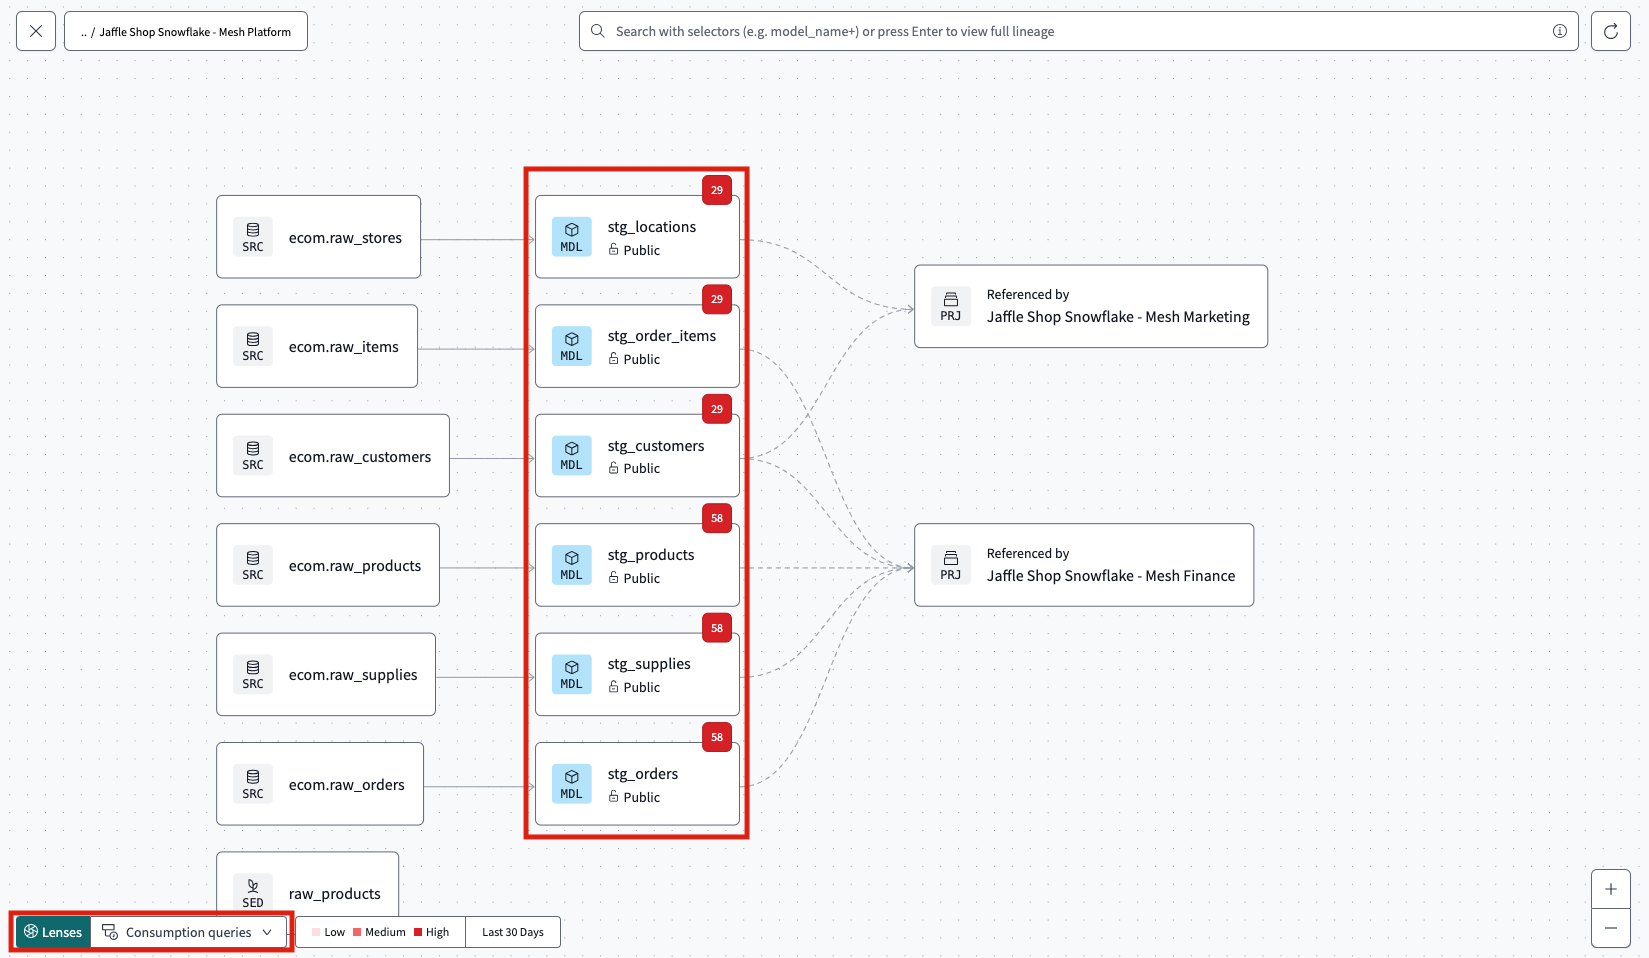 .. / Jaffle Shop Snowflake - Mesh Platform
Search with selectors (e.g. model_name+) or press Enter to view full lineage
SRC
ecom.raw_stores
29
MDL
stg_locations
Public
Referenced by
PRJ
Jaffle Shop Snowflake - Mesh Marketing
SRC
ecom.raw_items
29
MDL
stg_order_items
Public
SRC
ecom.raw_customers
29
MDL
stg_customers
Public
SRC
ecom.raw_products
58
MDL
stg_products
Public
Referenced by
PRJ
Jaffle Shop Snowflake - Mesh Finance
SRC
ecom.raw_supplies
58
MDL
stg_supplies
Public
SRC
ecom.raw_orders
58
MDL
stg_orders
Public
SED
raw_products
Lenses
Consumption queries
Low
Medium
High
Last 30 Days